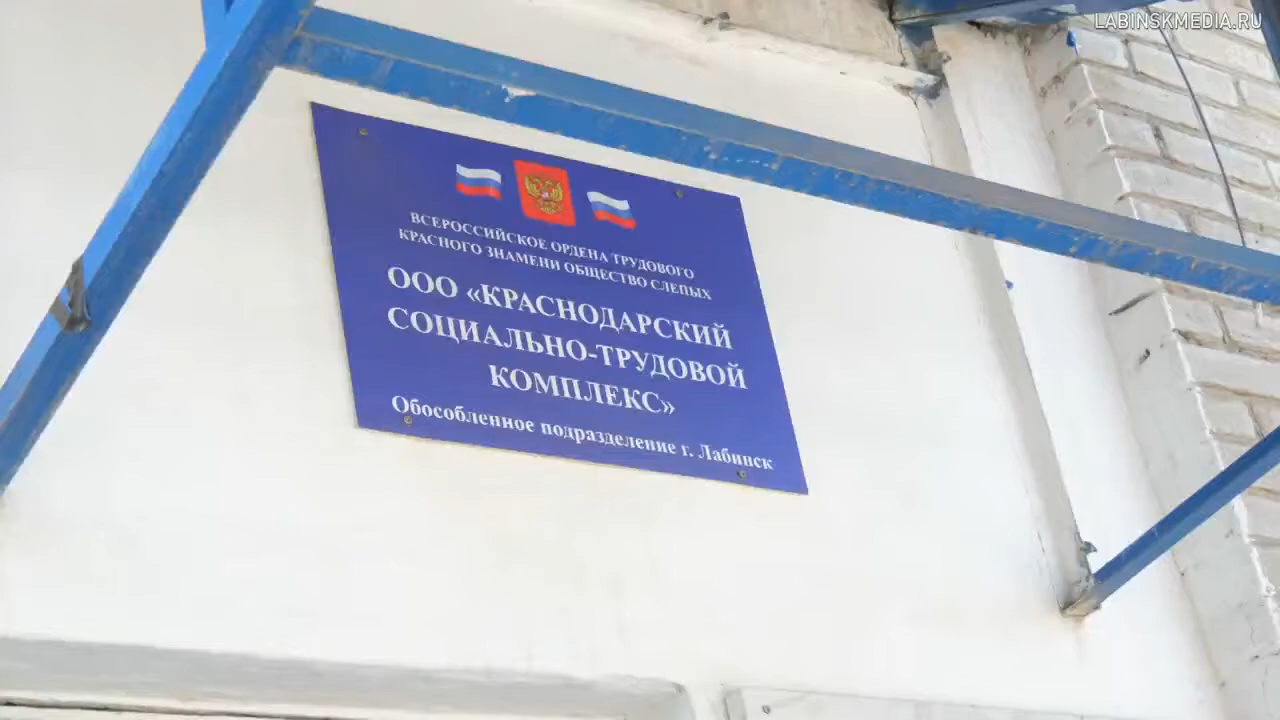 LABINSKMEDIA.RU
ВСЕРОССИЙСКОЕ ОРДЕНА ТРУДОВОГО
КРАСНОГО ЗНАМЕНИ ОБЩЕСТВО СЛЕПЫХ
ООО «КРАСНОДАРСКИЙ
СОЦИАЛЬНО-ТРУДОВОЙ
КОМПЛЕКС»
Обособленное подразделение г. Лабинск